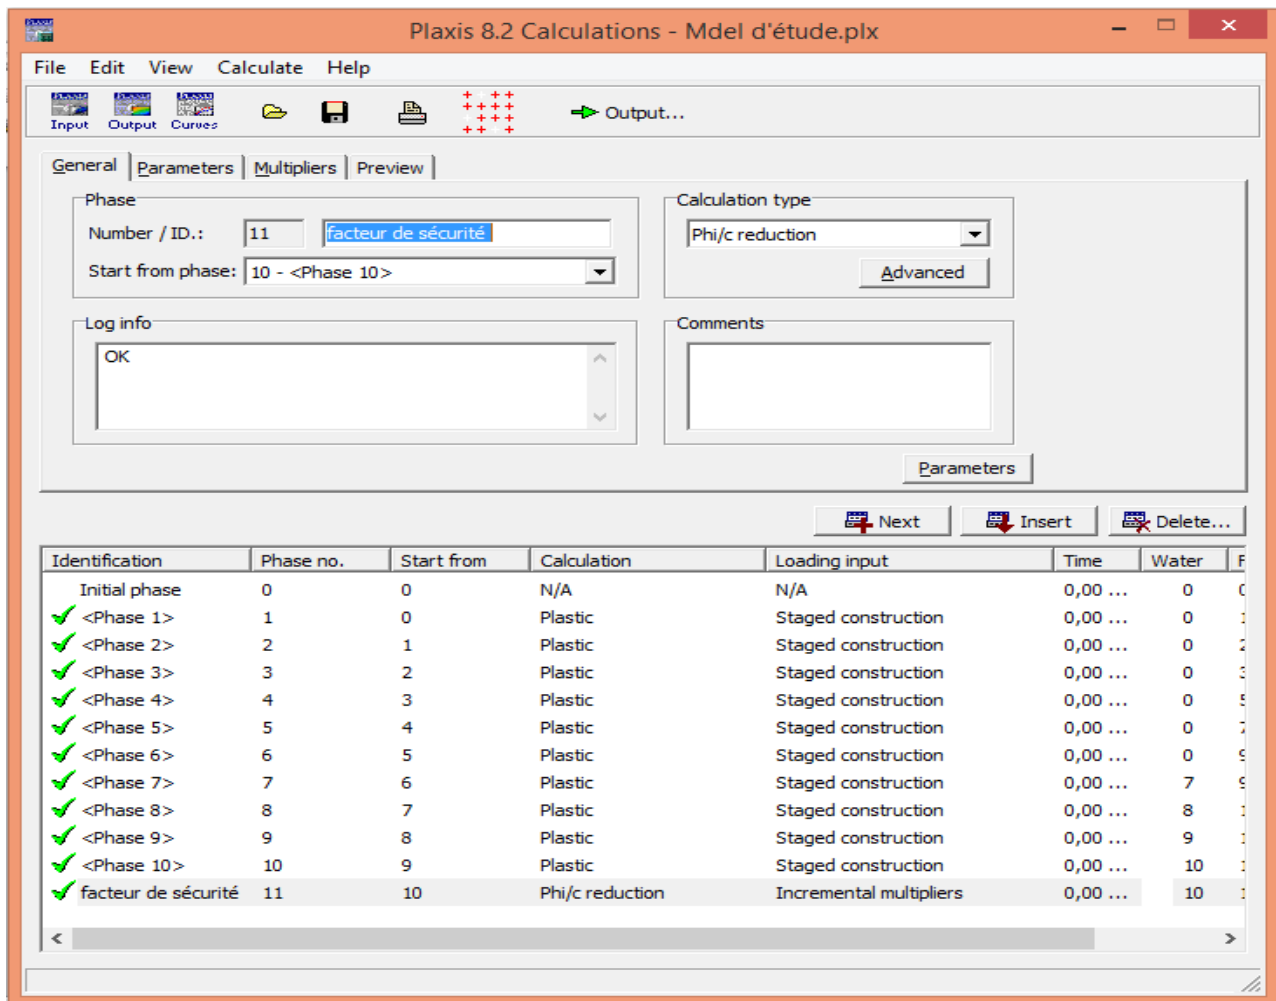 Plaxis 8.2 Calculations - Mdel d'étude.plx
File Edit View Calculate Help
Input Output Curves Output...
General Parameters Multipliers Preview
Phase
Number / ID.: 11 facteur de sécurité
Start from phase: 10 - <Phase 10>
Calculation type
Phi/c reduction
Advanced
Log info
OK
Comments
Parameters
Next Insert Delete...
Identification Phase no. Start from Calculation Loading input Time Water F
Initial phase 0 0 N/A N/A 0,00 ... 0
<Phase 1> 1 0 Plastic Staged construction 0,00 ... 0
<Phase 2> 2 1 Plastic Staged construction 0,00 ... 0
<Phase 3> 3 2 Plastic Staged construction 0,00 ... 0
<Phase 4> 4 3 Plastic Staged construction 0,00 ... 0
<Phase 5> 5 4 Plastic Staged construction 0,00 ... 0
<Phase 6> 6 5 Plastic Staged construction 0,00 ... 0
<Phase 7> 7 6 Plastic Staged construction 0,00 ... 7
<Phase 8> 8 7 Plastic Staged construction 0,00 ... 8
<Phase 9> 9 8 Plastic Staged construction 0,00 ... 9
<Phase 10> 10 9 Plastic Staged construction 0,00 ... 10
facteur de sécurité 11 10 Phi/c reduction Incremental multipliers 0,00 ... 10